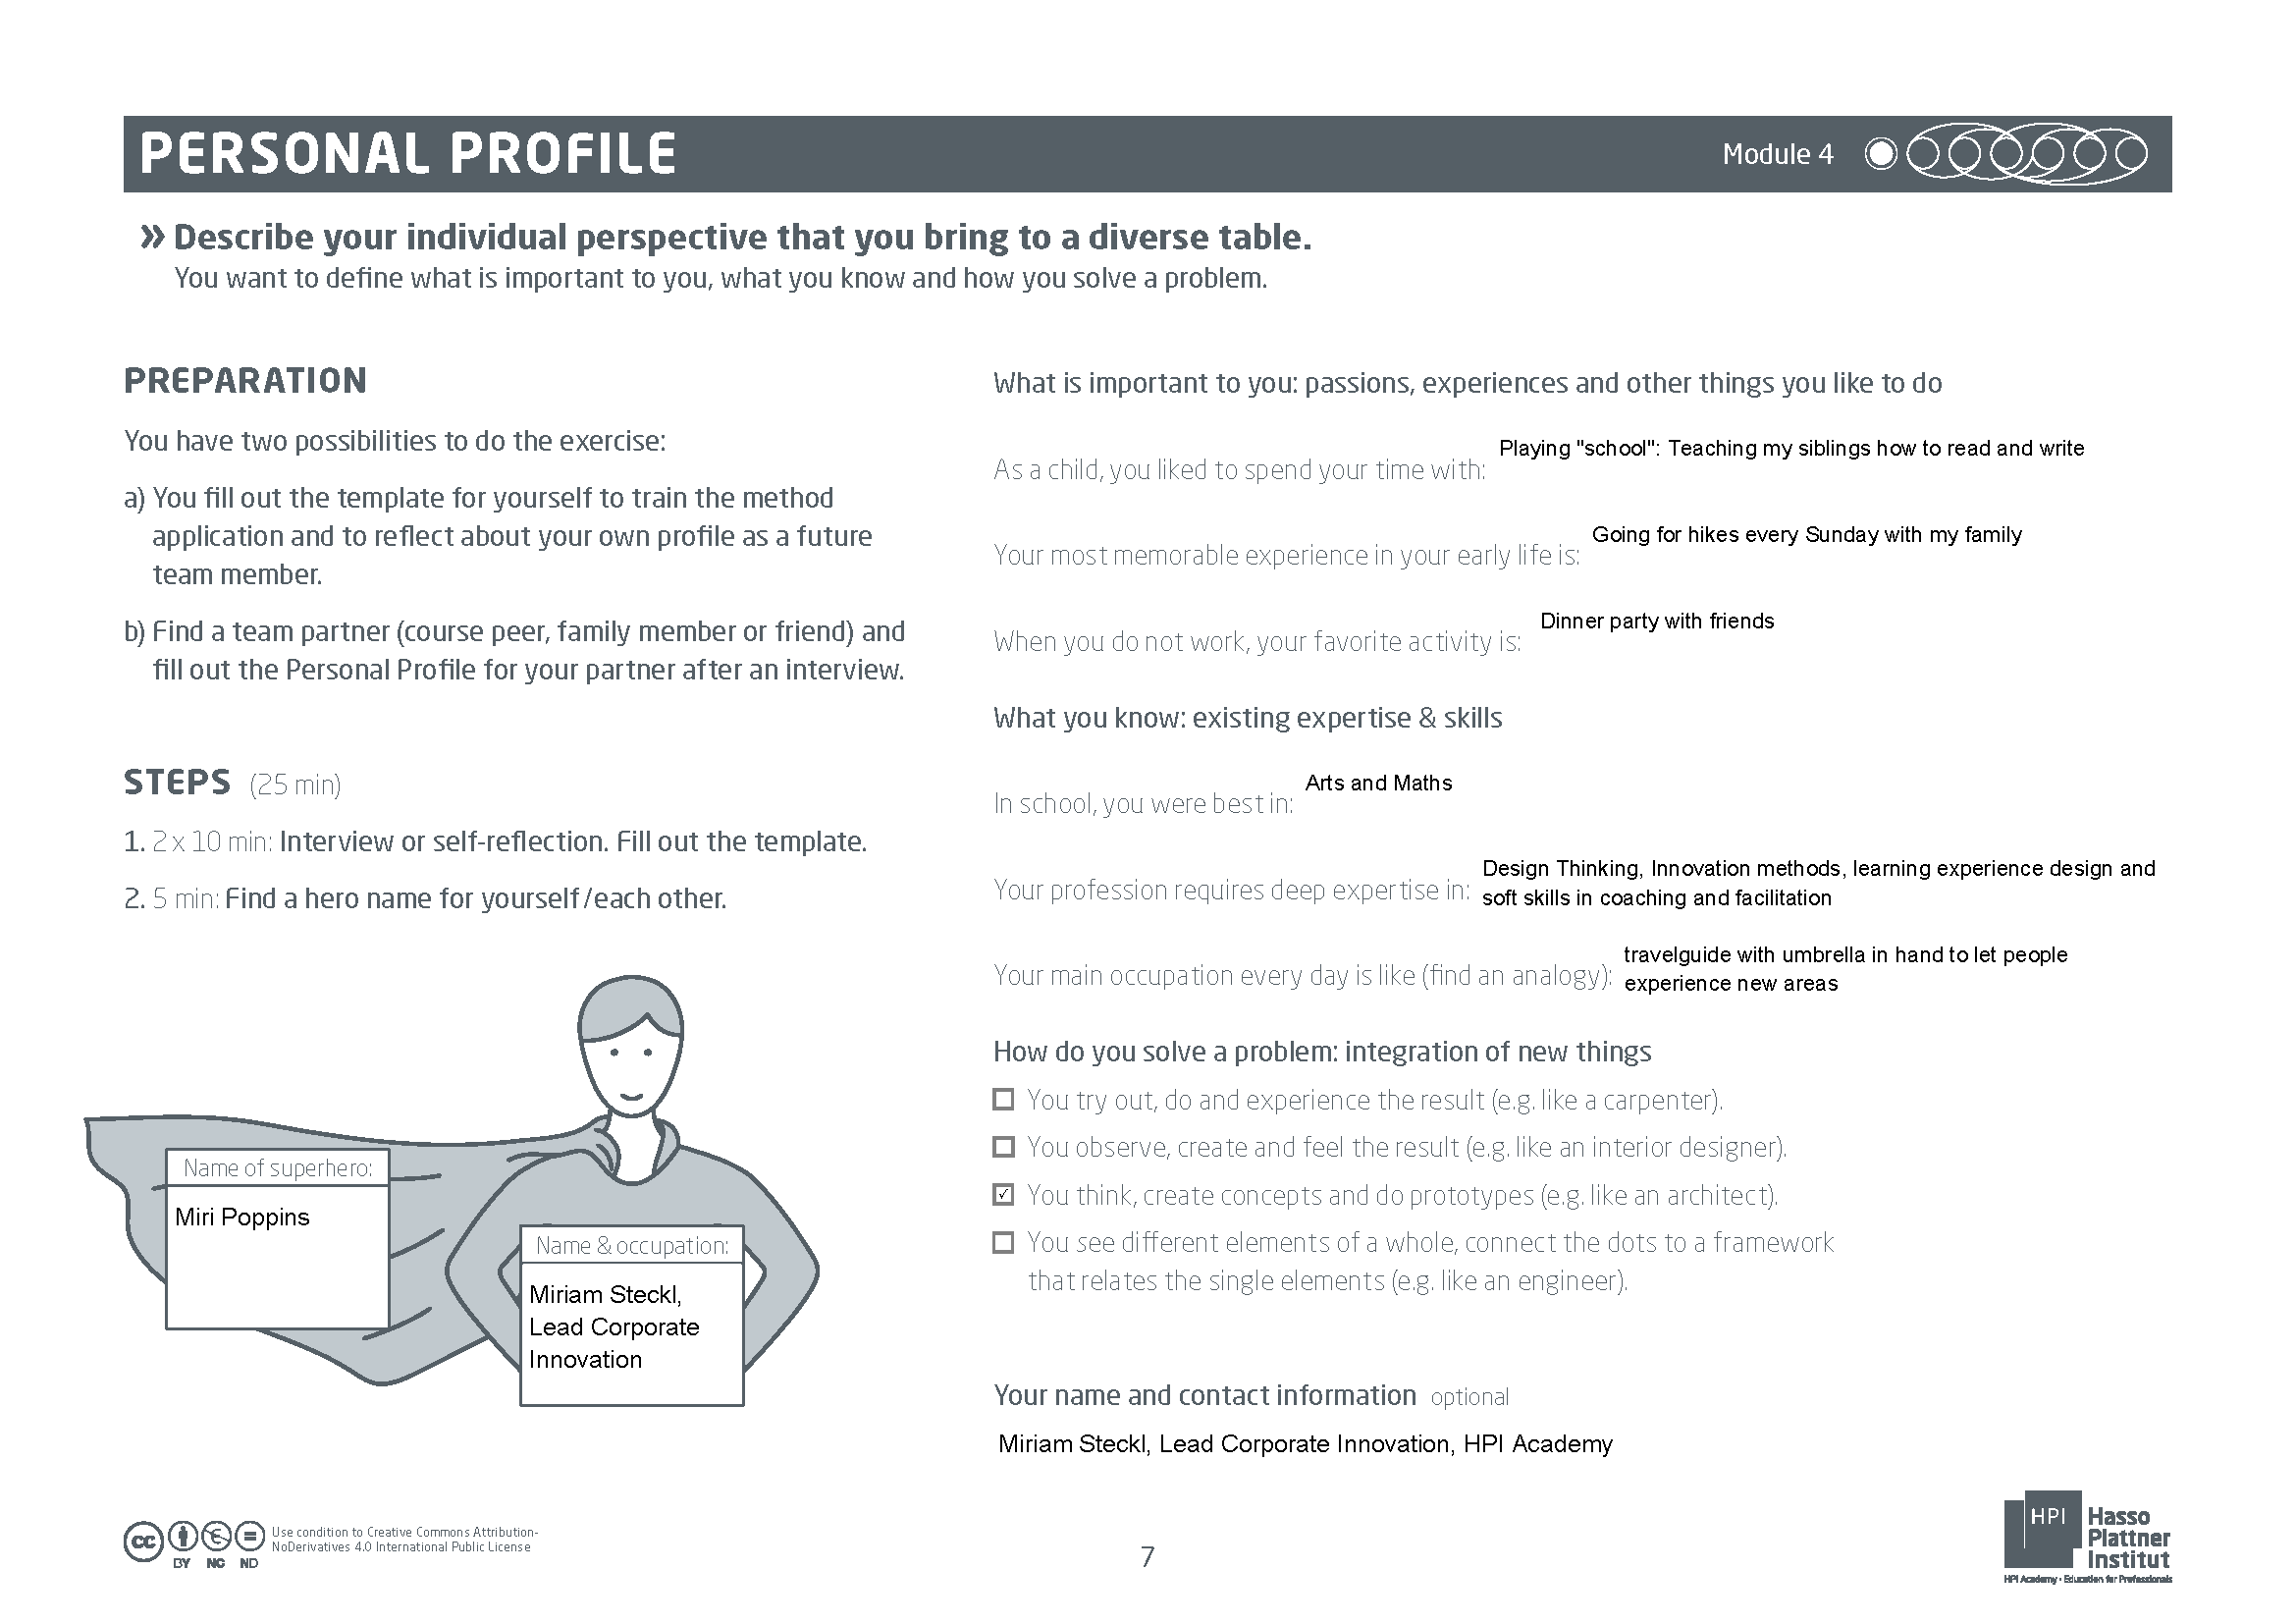 PERSONAL PROFILE
Module 4
» Describe your individual perspective that you bring to a diverse table.
You want to define what is important to you, what you know and how you solve a problem.
PREPARATION
You have two possibilities to do the exercise:
a) You fill out the template for yourself to train the method
application and to reflect about your own profile as a future
team member.
b) Find a team partner (course peer, family member or friend) and
fill out the Personal Profile for your partner after an interview.
STEPS (25 min)
1. 2 x 10 min: Interview or self-reflection. Fill out the template.
2. 5 min: Find a hero name for yourself/each other.
Name of superhero:
Miri Poppins
Name & occupation:
Miriam Steckl,
Lead Corporate
Innovation
What is important to you: passions, experiences and other things you like to do
As a child, you liked to spend your time with: Playing "school": Teaching my siblings how to read and write
Your most memorable experience in your early life is: Going for hikes every Sunday with my family
When you do not work, your favorite activity is: Dinner party with friends
What you know: existing expertise & skills
In school, you were best in: Arts and Maths
Your profession requires deep expertise in: Design Thinking, Innovation methods, learning experience design and
soft skills in coaching and facilitation
Your main occupation every day is like (find an analogy): travelguide with umbrella in hand to let people
experience new areas
How do you solve a problem: integration of new things
You try out, do and experience the result (e.g. like a carpenter).
You observe, create and feel the result (e.g. like an interior designer).
You think, create concepts and do prototypes (e.g. like an architect).
You see different elements of a whole, connect the dots to a framework
that relates the single elements (e.g. like an engineer).
Your name and contact information optional
Miriam Steckl, Lead Corporate Innovation, HPI Academy
cc
BY NC ND
Use condition to Creative Commons Attribution-
NoDerivatives 4.0 International Public License
7
HPI
Hasso
Plattner
Institut
HPI Academy • Education for Professionals